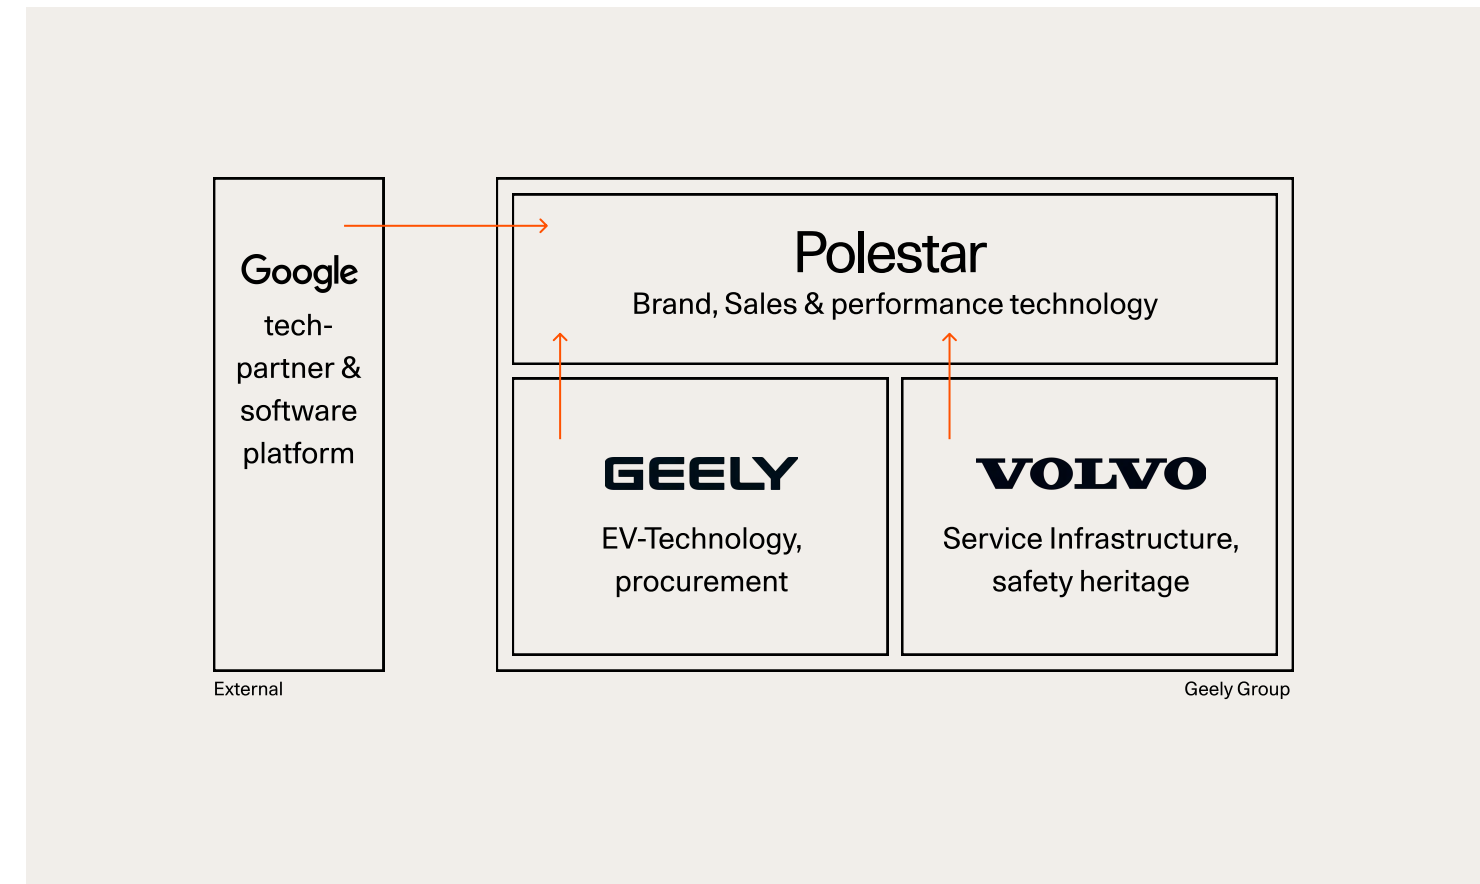 Google
tech-
partner &
software
platform
External
Polestar
Brand, Sales & performance technology
GEELY
EV-Technology,
procurement
VOLVO
Service Infrastructure,
safety heritage
Geely Group